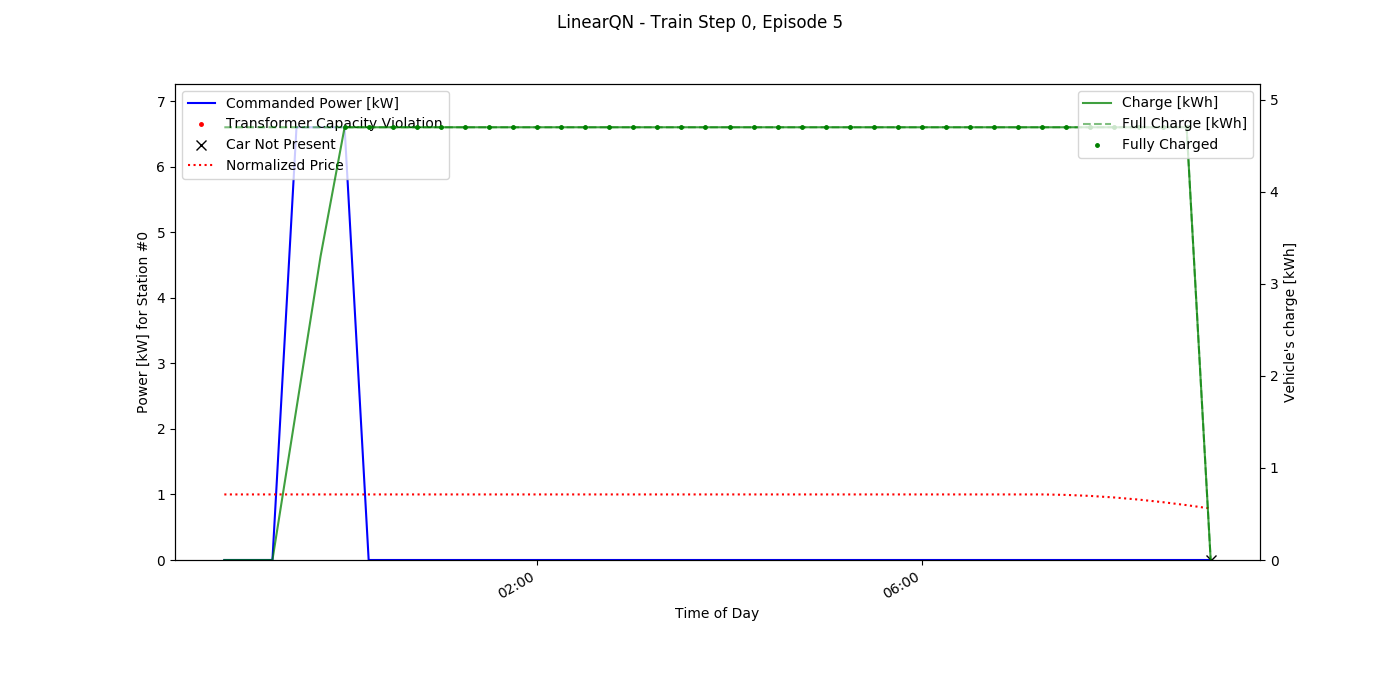 LinearQN - Train Step 0, Episode 5
Commanded Power [kW]
Transformer Capacity Violation
Car Not Present
Normalized Price
Charge [kWh]
Full Charge [kWh]
Fully Charged
Power [kW] for Station #0
7
6
5
4
3
2
1
0
Vehicle's charge [kWh]
5
4
3
2
1
0
02:00
06:00
Time of Day